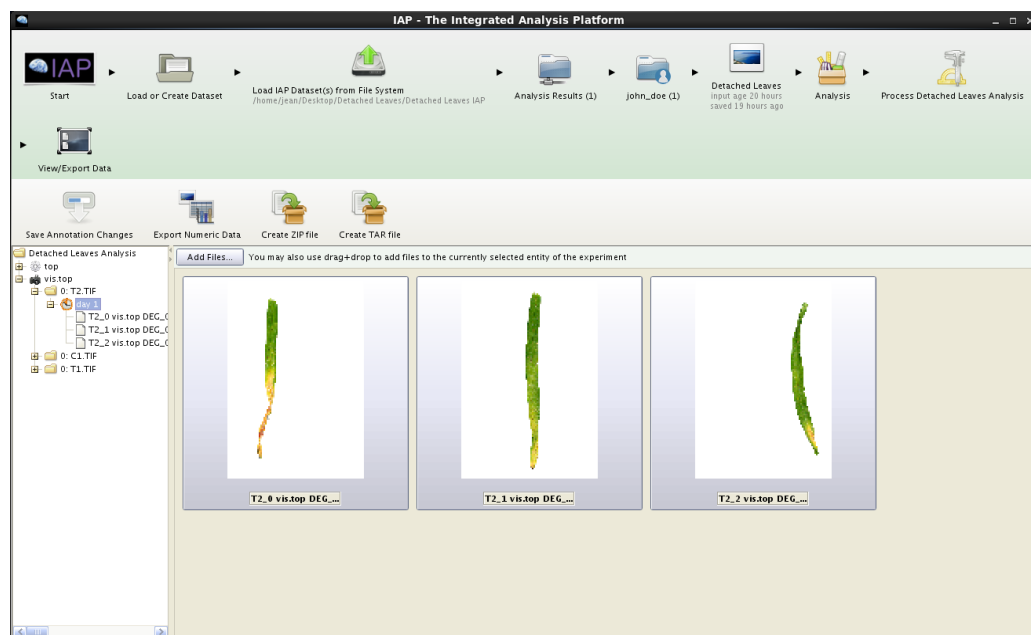 IAP - The Integrated Analysis Platform
IAP
Start
Load or Create Dataset
Load IAP Dataset(s) from File System
/home/jean/Desktop/Detached Leaves/Detached Leaves IAP
Analysis Results (1)
john_doe (1)
Detached Leaves
input age 20 hours
saved 19 hours ago
Analysis
Process Detached Leaves Analysis
View/Export Data
Save Annotation Changes
Export Numeric Data
Create ZIP file
Create TAR file
Detached Leaves Analysis
top
vis.top
0: T2.TIF
day 1
T2_0 vis.top DEG_0
T2_1 vis.top DEG_0
T2_2 vis.top DEG_0
0: C1.TIF
0: T1.TIF
Add Files...
You may also use drag+drop to add files to the currently selected entity of the experiment
T2_0 vis.top DEG_...
T2_1 vis.top DEG_...
T2_2 vis.top DEG_...